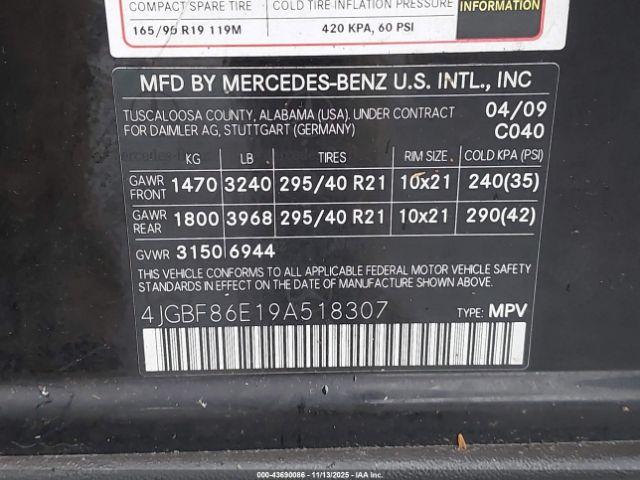 COMPACT SPARE TIRE COLD TIRE INFLATION PRESSURE
INFORMATION
165/90 R19 119M 420 KPA, 60 PSI
MFD BY MERCEDES-BENZ U.S. INTL., INC
TUSCALOOSA COUNTY, ALABAMA (USA). UNDER CONTRACT 04/09
FOR DAIMLER AG, STUTTGART (GERMANY) C040
KG LB TIRES RIM SIZE COLD KPA (PSI)
GAWR FRONT 1470 3240 295/40 R21 10x21 240(35)
GAWR REAR 1800 3968 295/40 R21 10x21 290(42)
GVWR 3150 6944
THIS VEHICLE CONFORMS TO ALL APPLICABLE FEDERAL MOTOR VEHICLE SAFETY
STANDARDS IN EFFECT ON THE DATE OF MANUFACTURE SHOWN ABOVE.
4JGBF86E19A518307 TYPE: MPV
000-43690086 - 11/13/2025 - IAA, Inc.